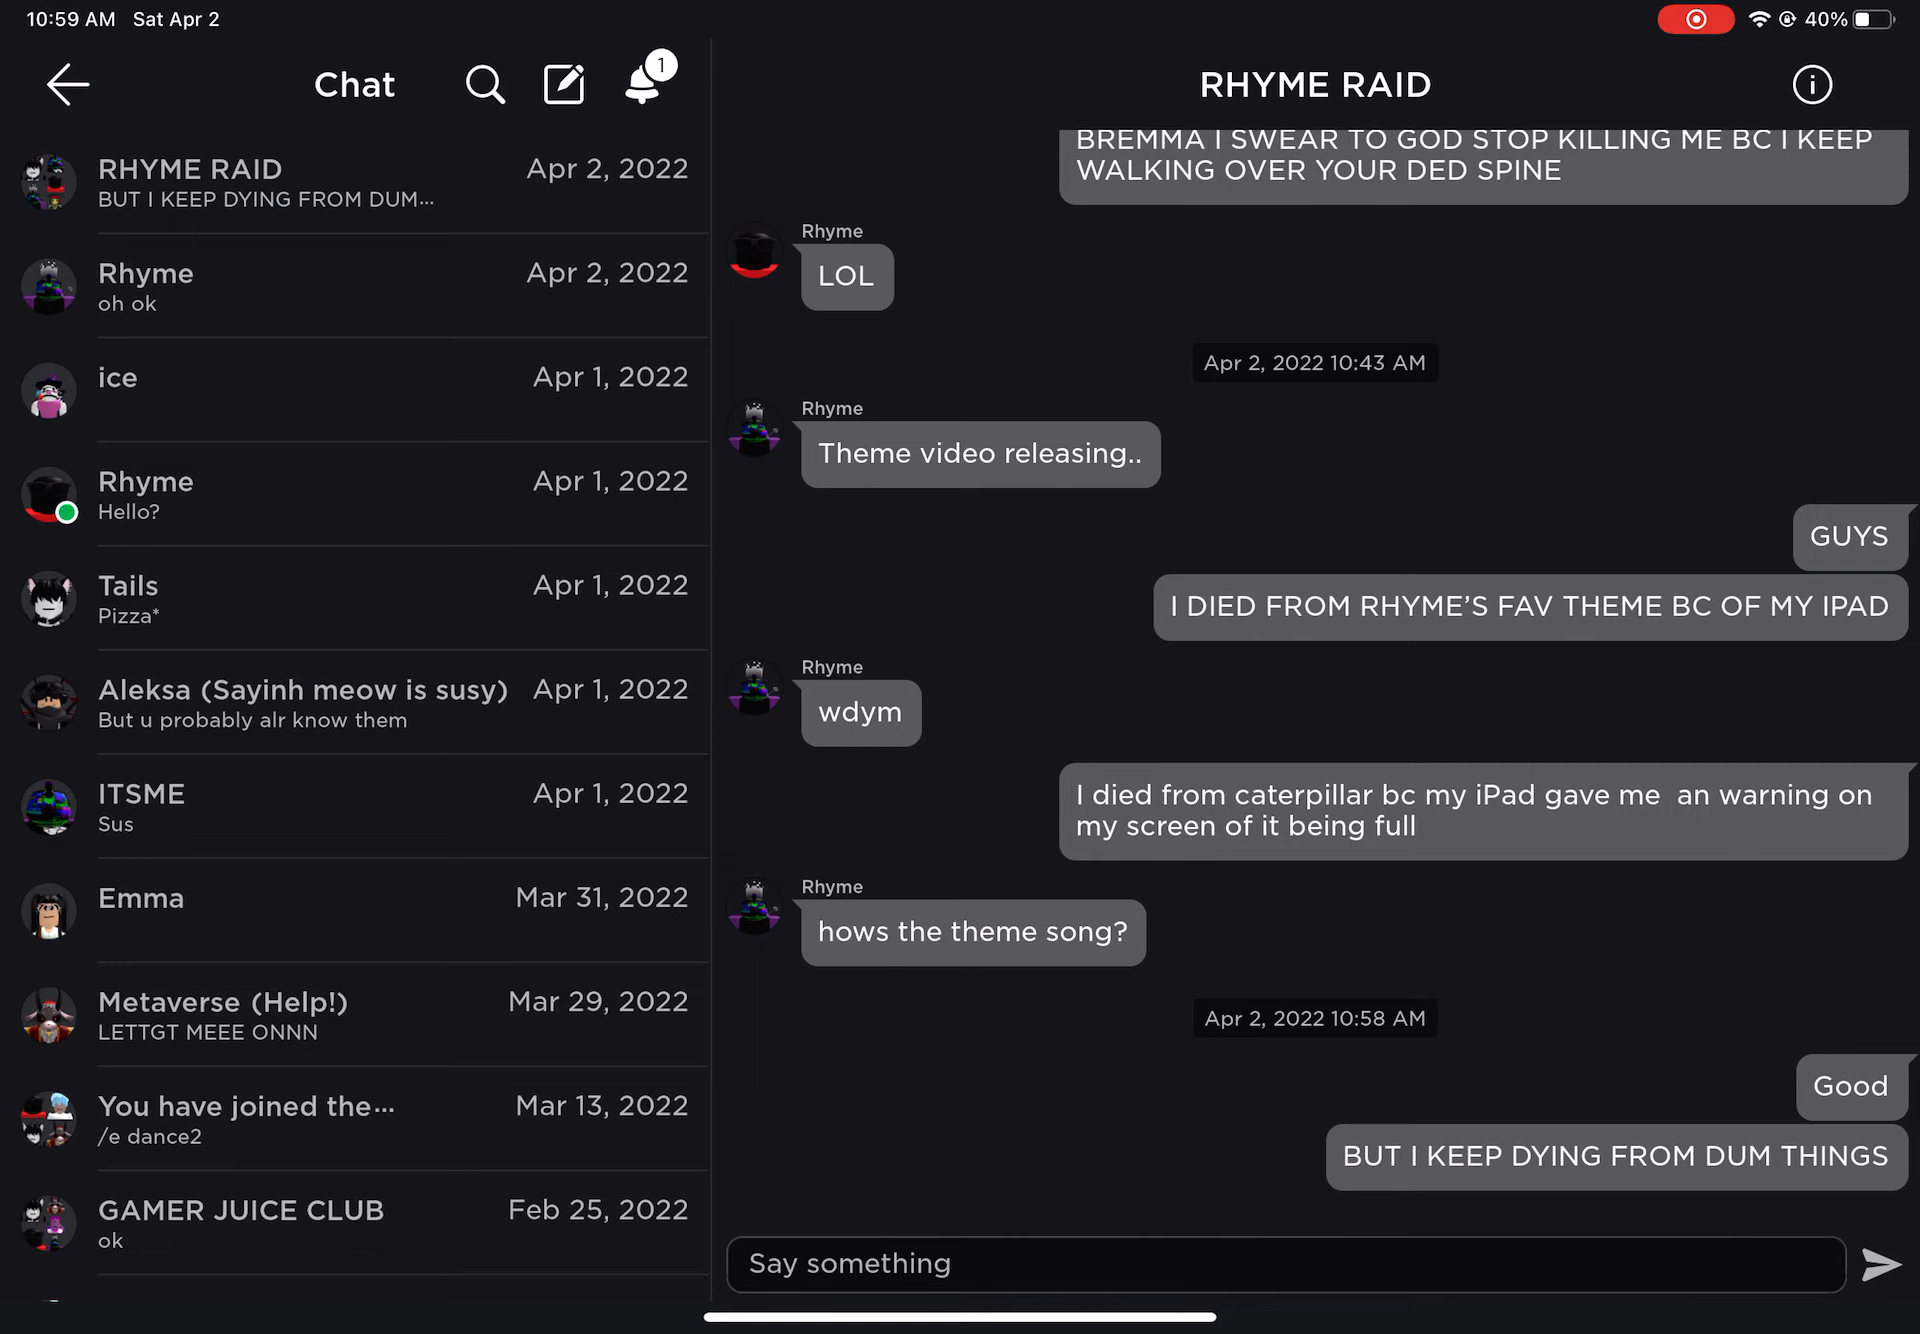 10:59 AM Sat Apr 2
40%
Chat
1
RHYME RAID Apr 2, 2022
BUT I KEEP DYING FROM DUM...
Rhyme Apr 2, 2022
oh ok
ice Apr 1, 2022
Rhyme Apr 1, 2022
Hello?
Tails Apr 1, 2022
Pizza*
Aleksa (Sayinh meow is susy) Apr 1, 2022
But u probably alr know them
ITSME Apr 1, 2022
Sus
Emma Mar 31, 2022
Metaverse (Help!) Mar 29, 2022
LETTGT MEEE ONNN
You have joined the... Mar 13, 2022
/e dance2
GAMER JUICE CLUB Feb 25, 2022
ok
RHYME RAID
BREMMA I SWEAR TO GOD STOP KILLING ME BC I KEEP
WALKING OVER YOUR DED SPINE
Rhyme
LOL
Apr 2, 2022 10:43 AM
Rhyme
Theme video releasing..
GUYS
I DIED FROM RHYME’S FAV THEME BC OF MY IPAD
Rhyme
wdym
I died from caterpillar bc my iPad gave me  an warning on
my screen of it being full
Rhyme
hows the theme song?
Apr 2, 2022 10:58 AM
Good
BUT I KEEP DYING FROM DUM THINGS
Say something